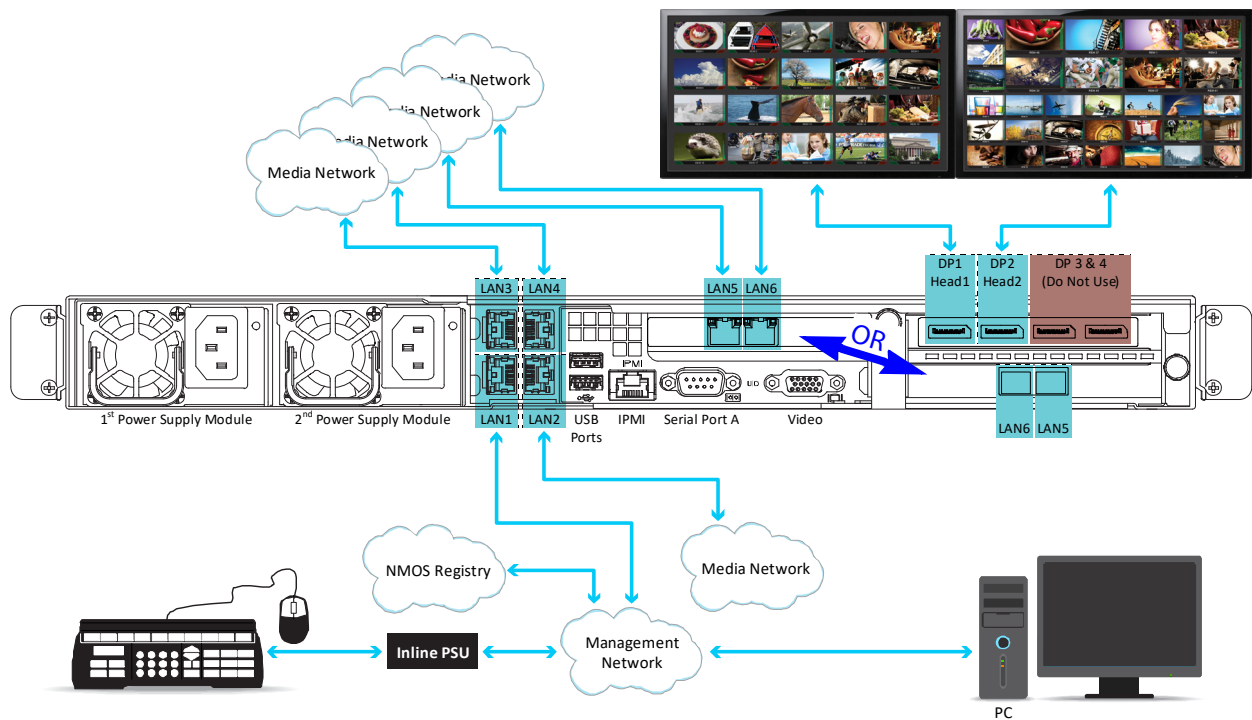 Media Network
Media Network
Media Network
Media Network
LAN3
LAN4
LAN5
LAN6
DP1
Head1
DP2
Head2
DP 3 & 4
(Do Not Use)
OR
IPMI
UID
1st Power Supply Module
2nd Power Supply Module
LAN1
LAN2
USB
Ports
IPMI
Serial Port A
Video
LAN6
LAN5
NMOS Registry
Media Network
Inline PSU
Management
Network
PC